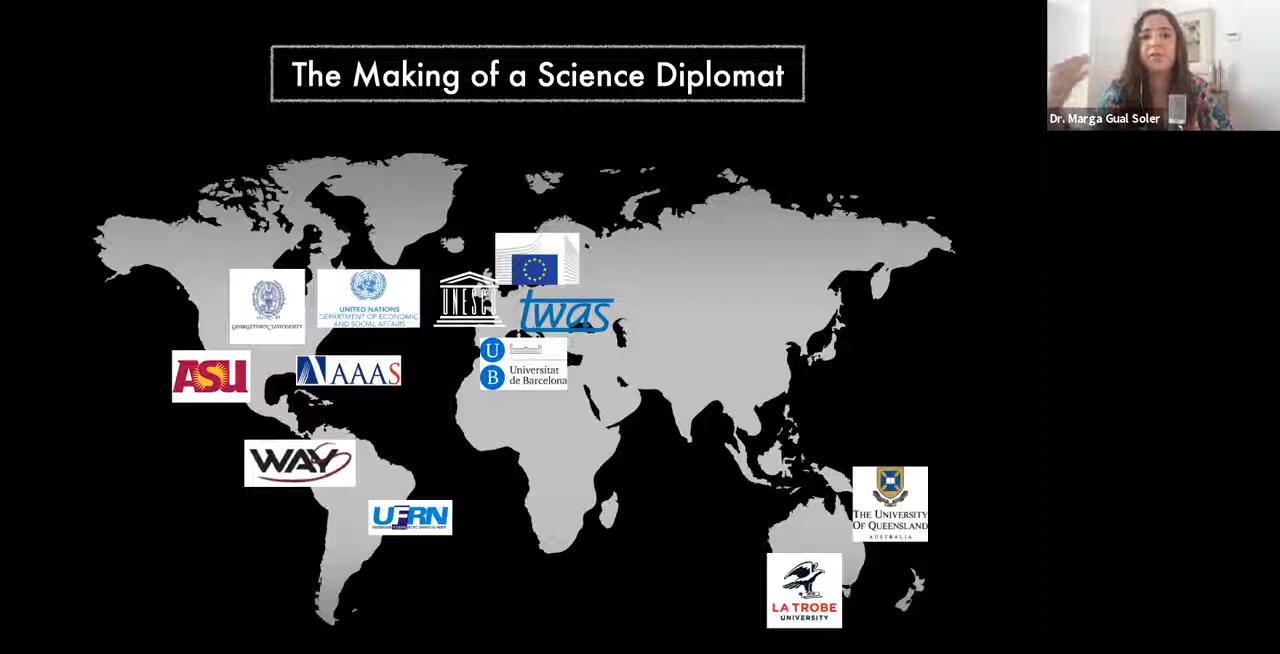 The Making of a Science Diplomat
Dr. Marga Gual Soler
GEORGETOWN UNIVERSITY
UNITED NATIONS
DEPARTMENT OF ECONOMIC
AND SOCIAL AFFAIRS
UNESCO
twas
ASU
AAAS
U
B
Universitat
de Barcelona
WAY
UFRN
THE UNIVERSITY
OF QUEENSLAND
AUSTRALIA
LA TROBE
UNIVERSITY